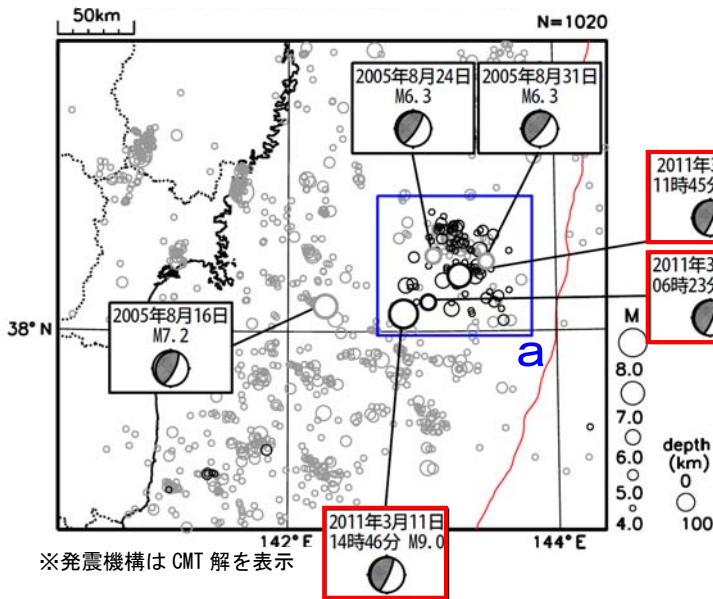 50km
N=1020
2005年8月24日
M6.3
2005年8月31日
M6.3
2011年3
11時45分
2011年3
06時23分
2005年8月16日
M7.2
38°N
a
M
8.0
7.0
6.0
5.0
4.0
depth
(km)
0
100
142°E
144°E
2011年3月11日
14時46分 M9.0
※発震機構は CMT 解を表示